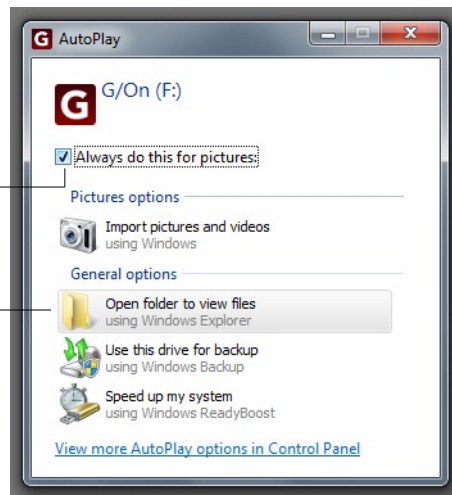 G AutoPlay
G G/On (F:)
Always do this for pictures:
Pictures options
Import pictures and videos
using Windows
General options
Open folder to view files
using Windows Explorer
Use this drive for backup
using Windows Backup
Speed up my system
using Windows ReadyBoost
View more AutoPlay options in Control Panel